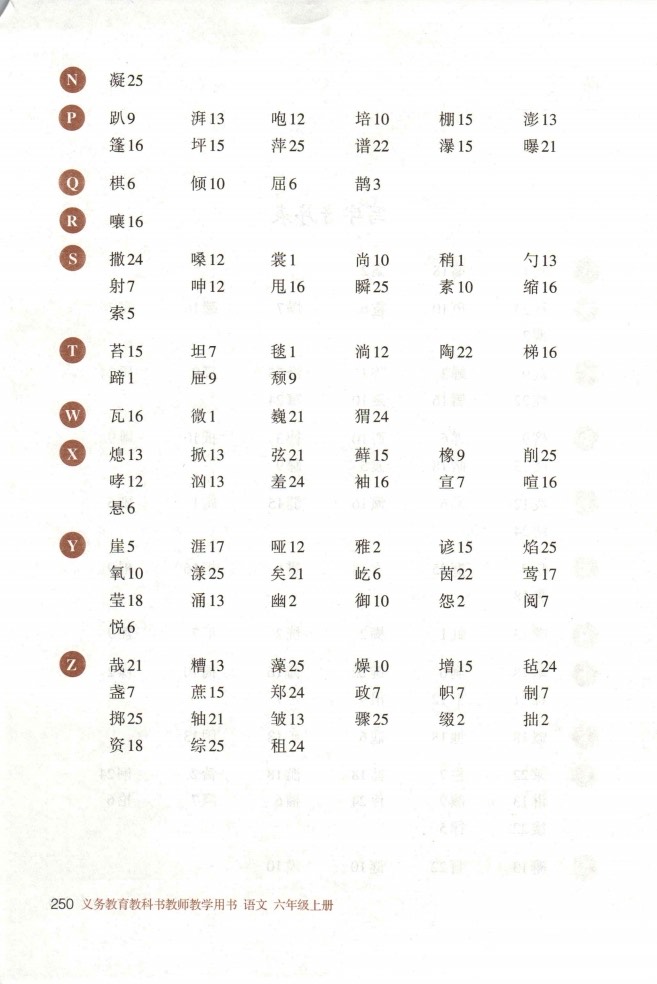 N 凝25
P 趴9 湃13 咆12 培10 棚15 澎13
篷16 坪15 萍25 谱22 瀑15 曝21
Q 棋6 倾10 屈6 鹊3
R 嚷16
S 撒24 嗓12 裳1 尚10 稍1 勺13
射7 呻12 甩16 瞬25 素10 缩16
索5
T 苔15 坦7 毯1 淌12 陶22 梯16
蹄1 屉9 颓9
W 瓦16 微1 巍21 猬24
X 熄13 掀13 弦21 藓15 橡9 削25
哮12 汹13 羞24 袖16 宣7 喧16
悬6
Y 崖5 涯17 哑12 雅2 谚15 焰25
氧10 漾25 矣21 屹6 茵22 莺17
莹18 涌13 幽2 御10 怨2 阅7
悦6
Z 哉21 糟13 藻25 燥10 增15 毡24
盏7 蔗15 郑24 政7 帜7 制7
掷25 轴21 皱13 骤25 缀2 拙2
资18 综25 租24
250 义务教育教科书教师教学用书 语文 六年级上册